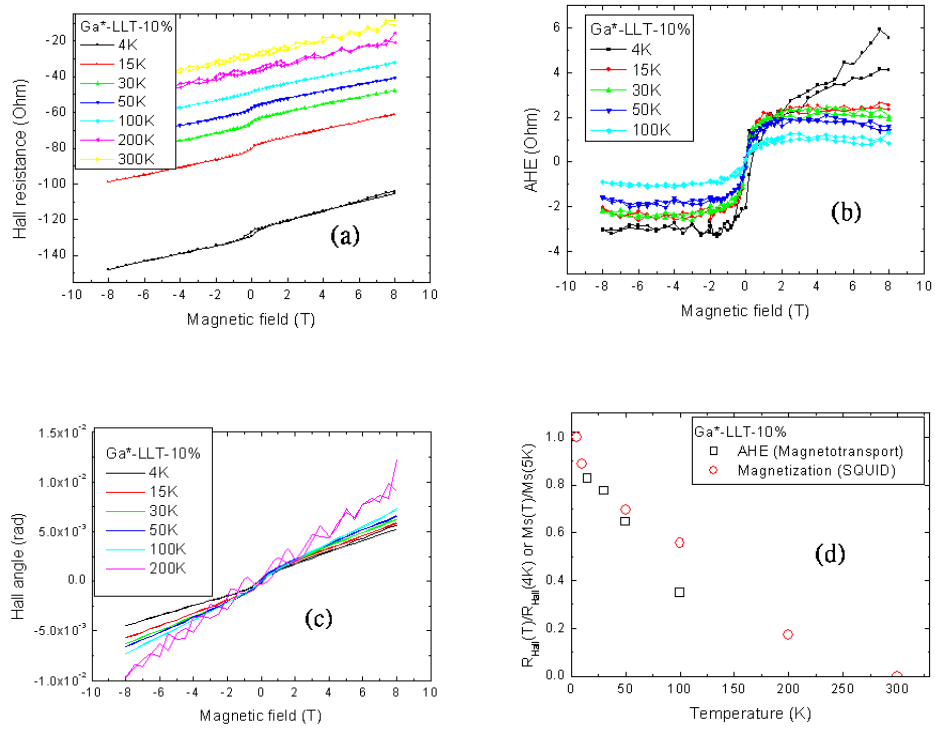 Ga*-LLT-10%
4K
15K
30K
50K
100K
200K
300K
-20
-40
-60
-80
-100
-120
-140
-10 -8 -6 -4 -2 0 2 4 6 8 10
Hall resistance (Ohm)
Magnetic field (T)
(a)
Ga*-LLT-10%
4K
15K
30K
50K
100K
6
4
2
0
-2
-4
-10 -8 -6 -4 -2 0 2 4 6 8 10
AHE (Ohm)
Magnetic field (T)
(b)
Ga*-LLT-10%
4K
15K
30K
50K
100K
200K
1.5x10⁻²
1.0x10⁻²
5.0x10⁻³
0.0
-5.0x10⁻³
-1.0x10⁻²
-10 -8 -6 -4 -2 0 2 4 6 8 10
Hall angle (rad)
Magnetic field (T)
(c)
Ga*-LLT-10%
AHE (Magnetotransport)
Magnetization (SQUID)
1.0
0.8
0.6
0.4
0.2
0.0
0 50 100 150 200 250 300
R_Hall(T)/R_Hall(4K) or Ms(T)/Ms(5K)
Temperature (K)
(d)